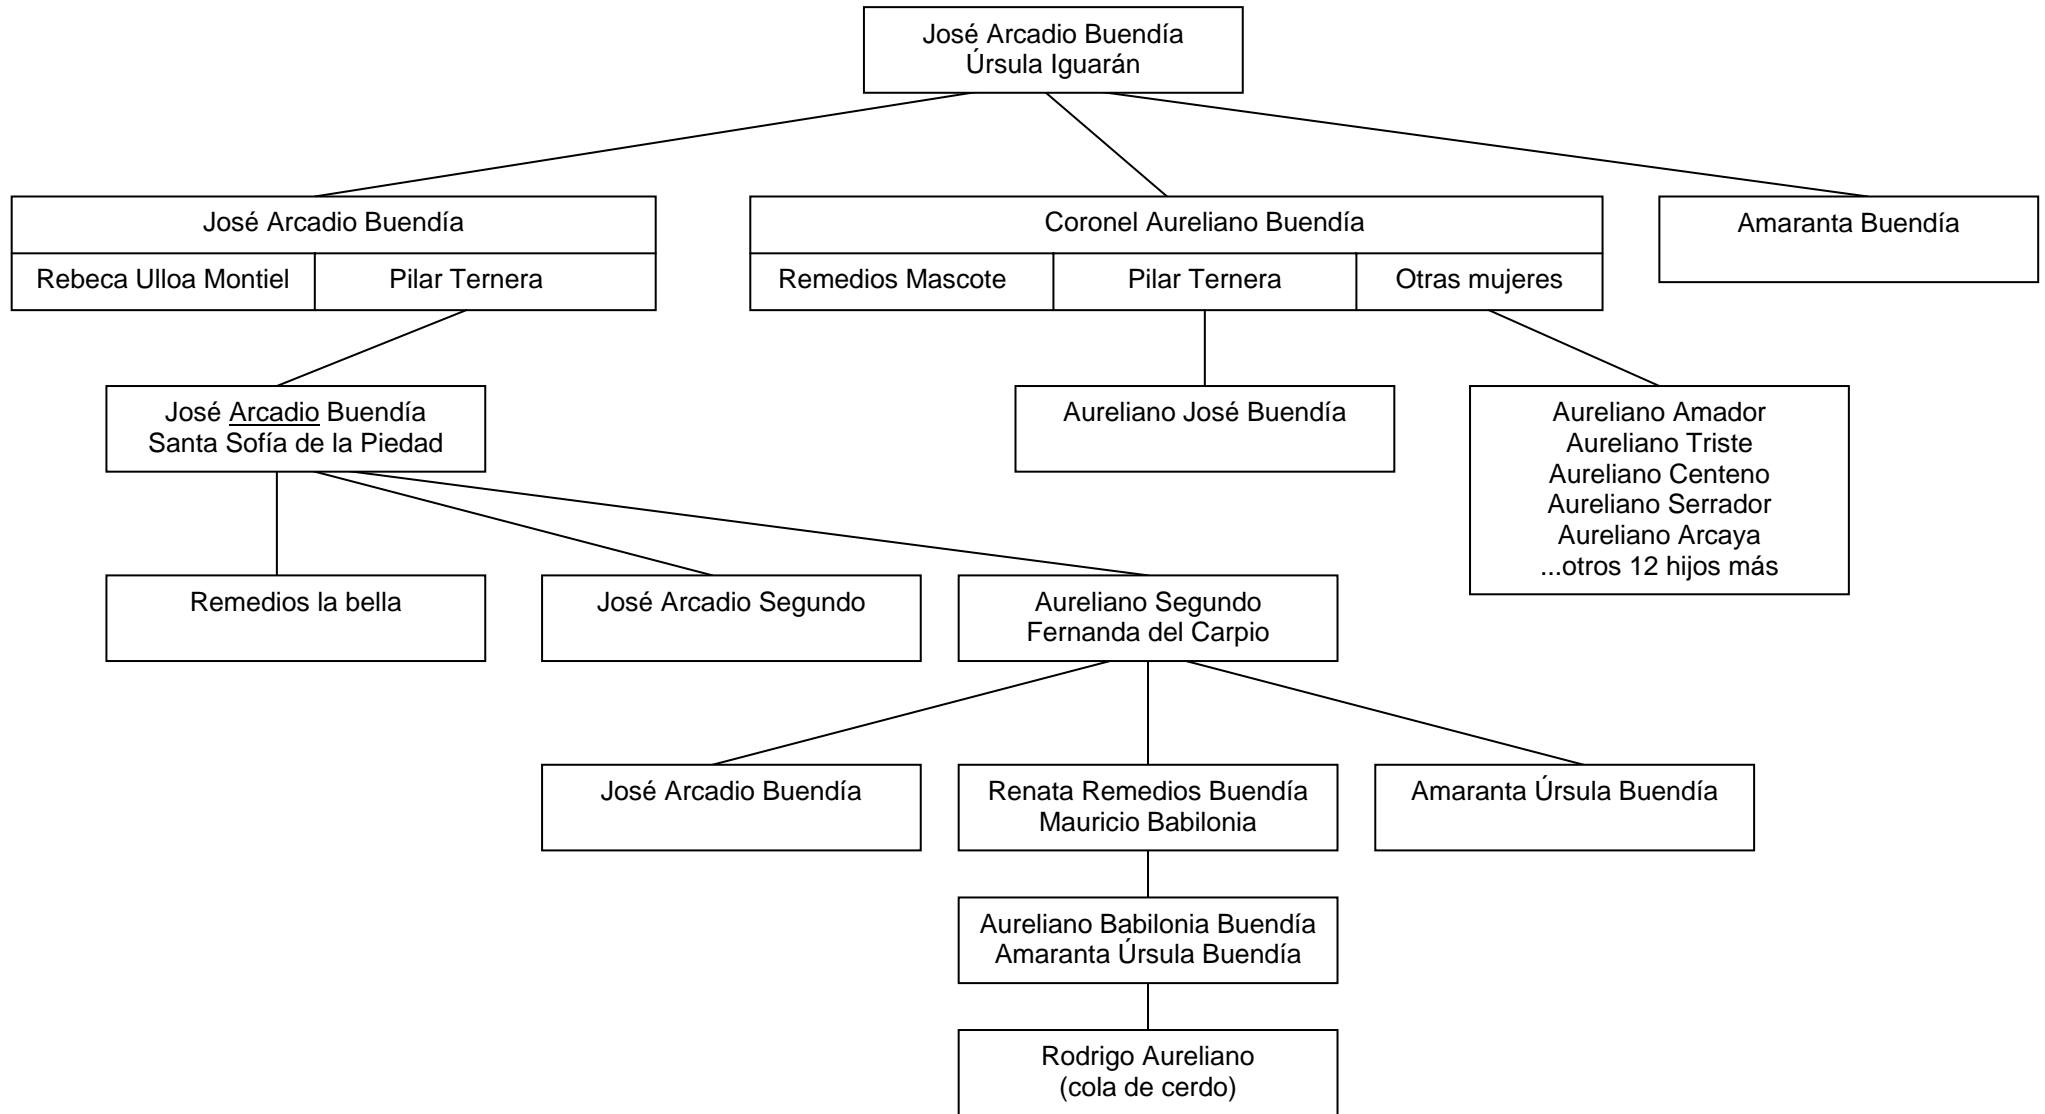 José Arcadio Buendía
Úrsula Iguarán
José Arcadio Buendía
Rebeca Ulloa Montiel
Pilar Ternera
Coronel Aureliano Buendía
Remedios Mascote
Pilar Ternera
Otras mujeres
Amaranta Buendía
José Arcadio Buendía
Santa Sofía de la Piedad
Aureliano José Buendía
Aureliano Amador
Aureliano Triste
Aureliano Centeno
Aureliano Serrador
Aureliano Arcaya
...otros 12 hijos más
Remedios la bella
José Arcadio Segundo
Aureliano Segundo
Fernanda del Carpio
José Arcadio Buendía
Renata Remedios Buendía
Mauricio Babilonia
Amaranta Úrsula Buendía
Aureliano Babilonia Buendía
Amaranta Úrsula Buendía
Rodrigo Aureliano
(cola de cerdo)